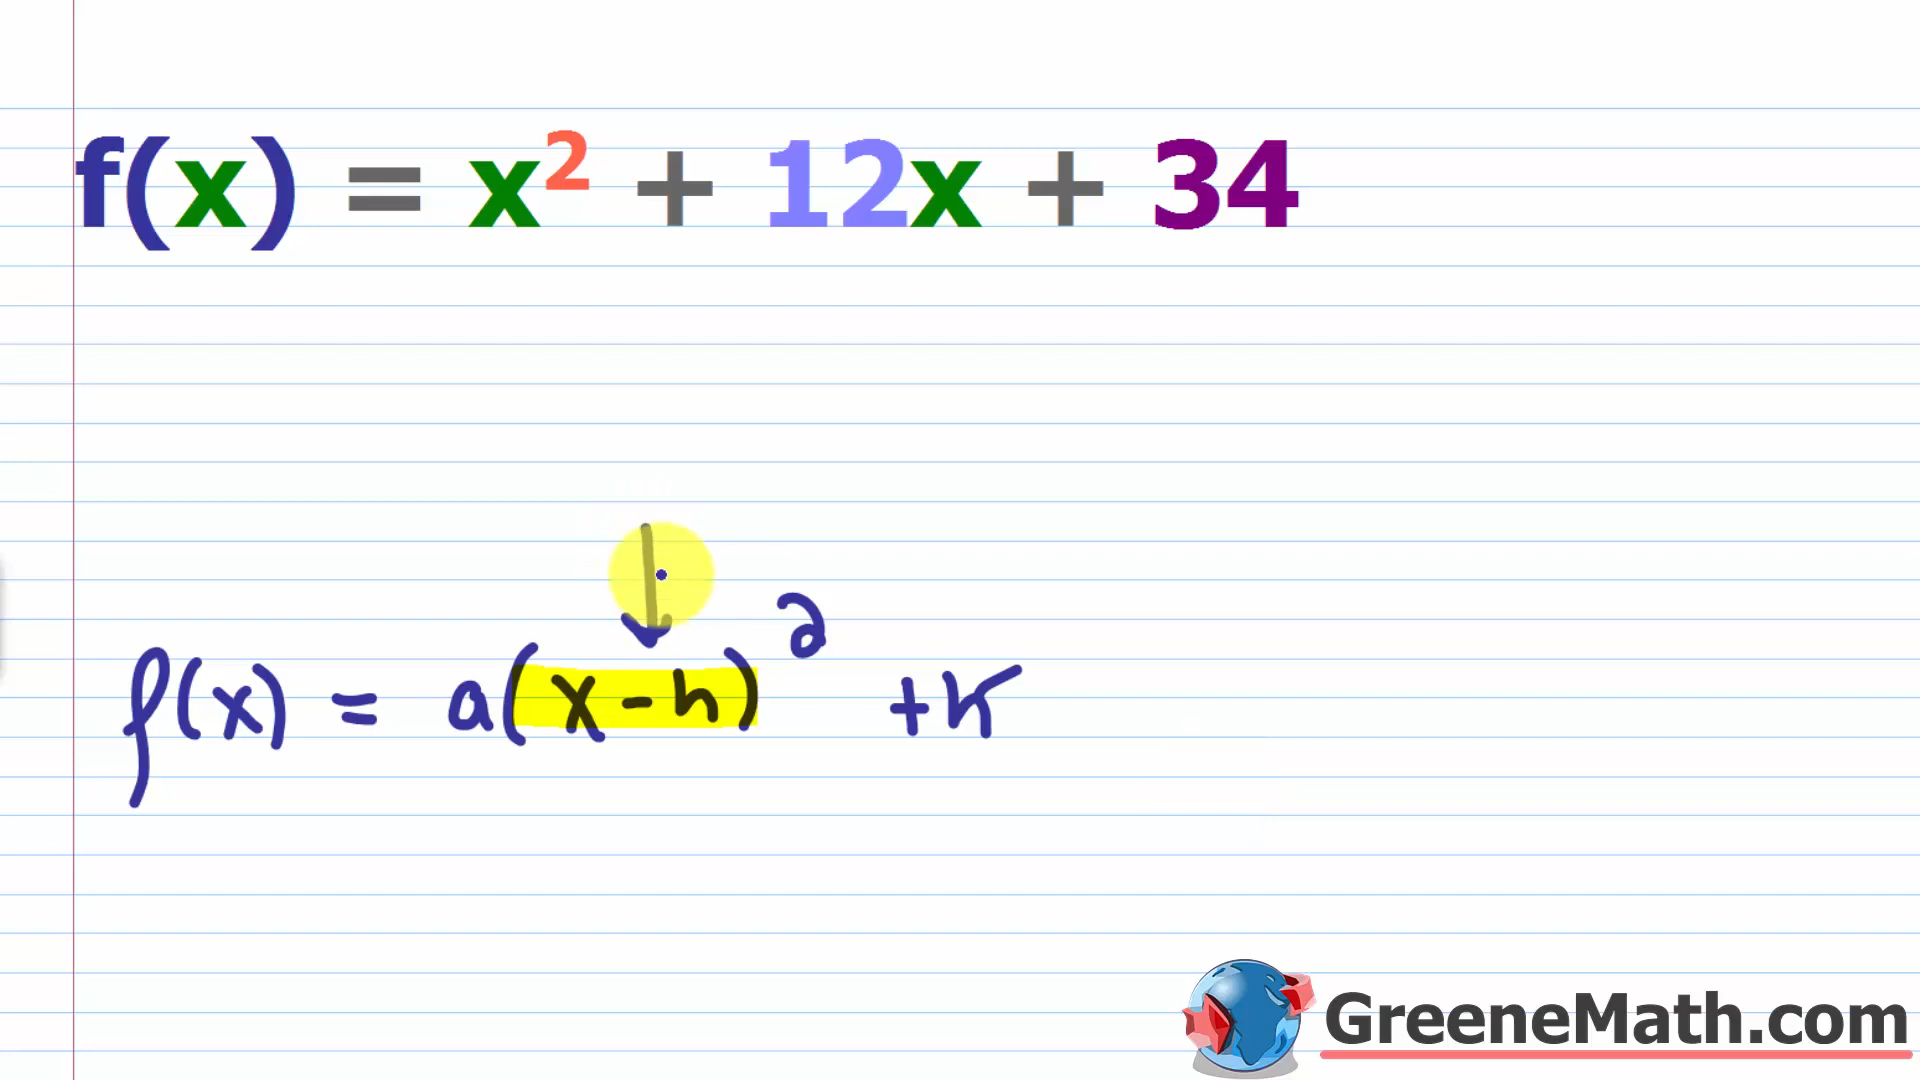 f(x) = x² + 12x + 34
f(x) = a(x-h)² +k
GreeneMath.com